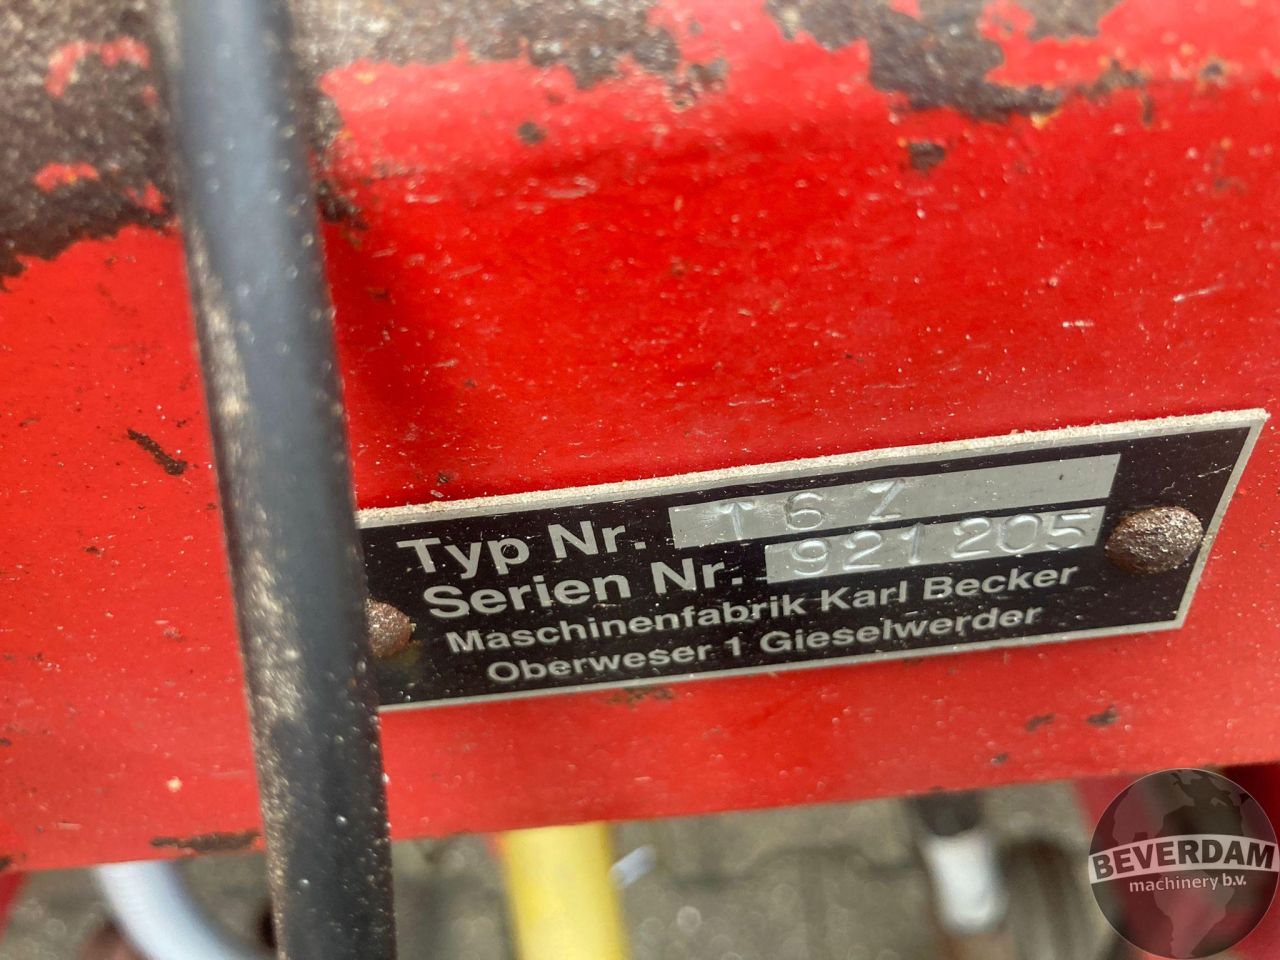 Typ Nr. T 6 Z
Serien Nr. 921205
Maschinenfabrik Karl Becker
Oberweser 1 Gieselwerder
BEVERDAM
machinery b.v.